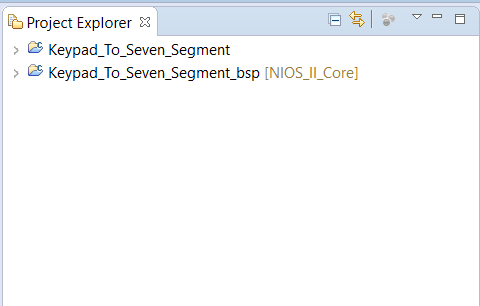 Project Explorer
Keypad_To_Seven_Segment
Keypad_To_Seven_Segment_bsp [NIOS_II_Core]